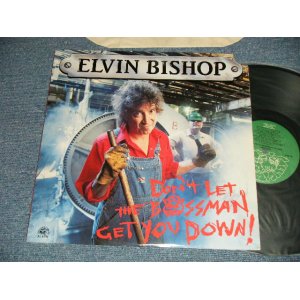 ELVIN BISHOP
DON'T LET
THE BOSSMAN
GET YOU DOWN!